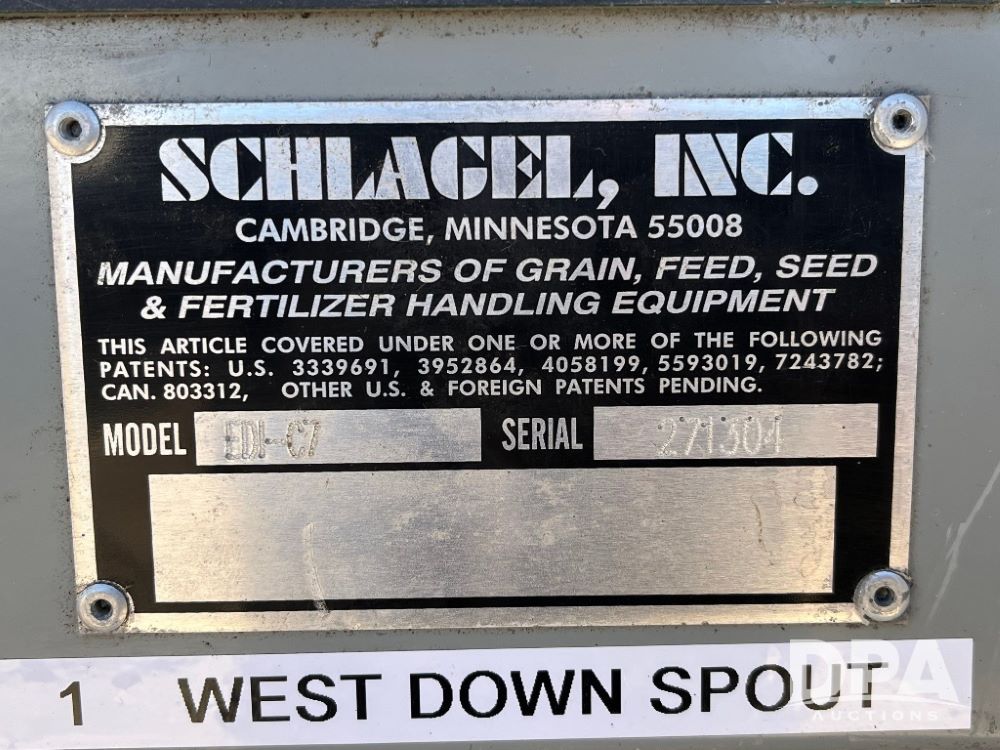 SCHLAGEL, INC.
CAMBRIDGE, MINNESOTA 55008
MANUFACTURERS OF GRAIN, FEED, SEED
& FERTILIZER HANDLING EQUIPMENT
THIS ARTICLE COVERED UNDER ONE OR MORE OF THE FOLLOWING
PATENTS: U.S. 3339691, 3952864, 4058199, 5593019, 7243782;
CAN. 803312, OTHER U.S. & FOREIGN PATENTS PENDING.
MODEL SERIAL 271304
1 WEST DOWN SPOUT
DPA
AUCTIONS